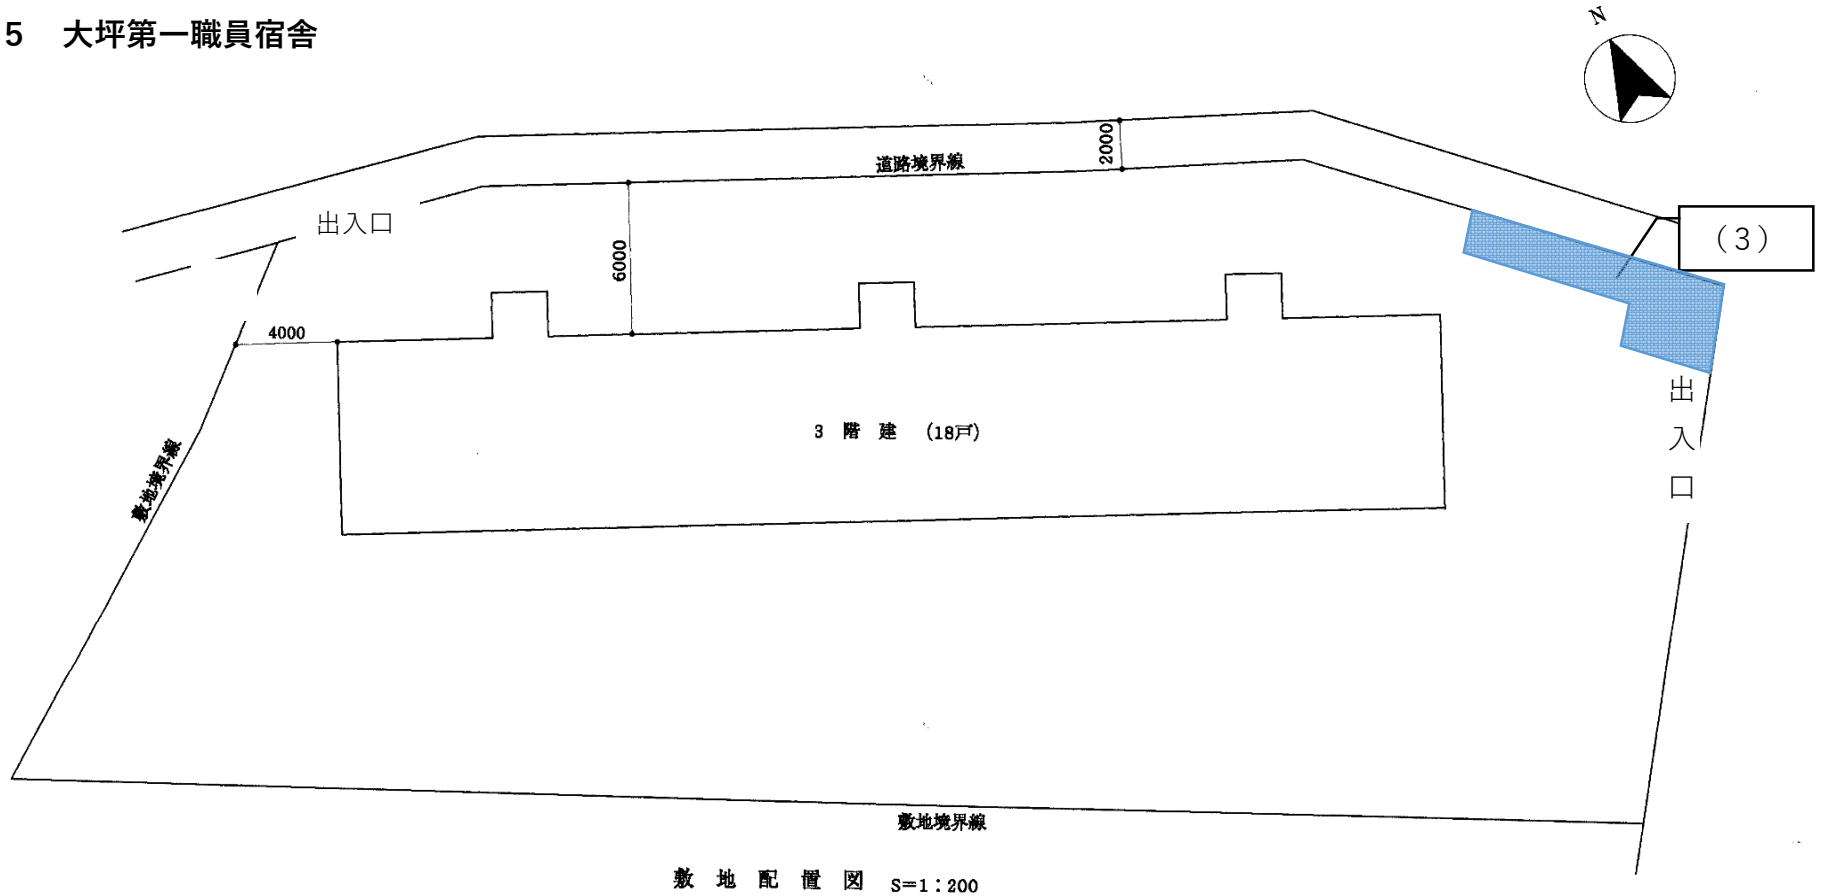 5 大坪第一職員宿舎
N
2000
道路境界線
出入口
(3)
6000
4000
出入口
3 階 建 (18戸)
敷地境界線
敷地境界線
敷 地 配 置 図 S=1:200